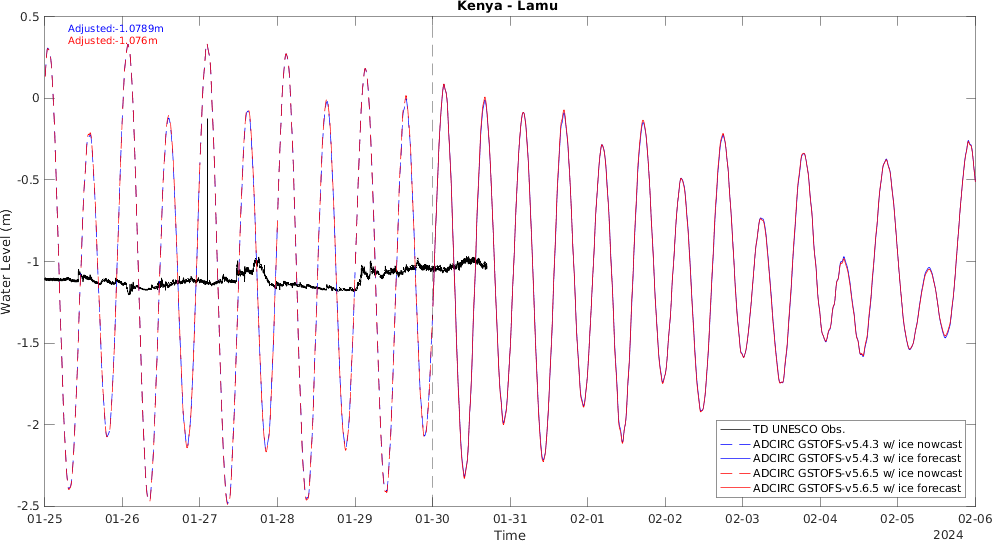 Kenya - Lamu
Adjusted:-1.0789m
Adjusted:-1.076m
0.5
0
-0.5
-1
-1.5
-2
-2.5
Water Level (m)
TD UNESCO Obs.
ADCIRC GSTOFS-v5.4.3 w/ ice nowcast
ADCIRC GSTOFS-v5.4.3 w/ ice forecast
ADCIRC GSTOFS-v5.6.5 w/ ice nowcast
ADCIRC GSTOFS-v5.6.5 w/ ice forecast
01-25 01-26 01-27 01-28 01-29 01-30 01-31 02-01 02-02 02-03 02-04 02-05 02-06
Time
2024